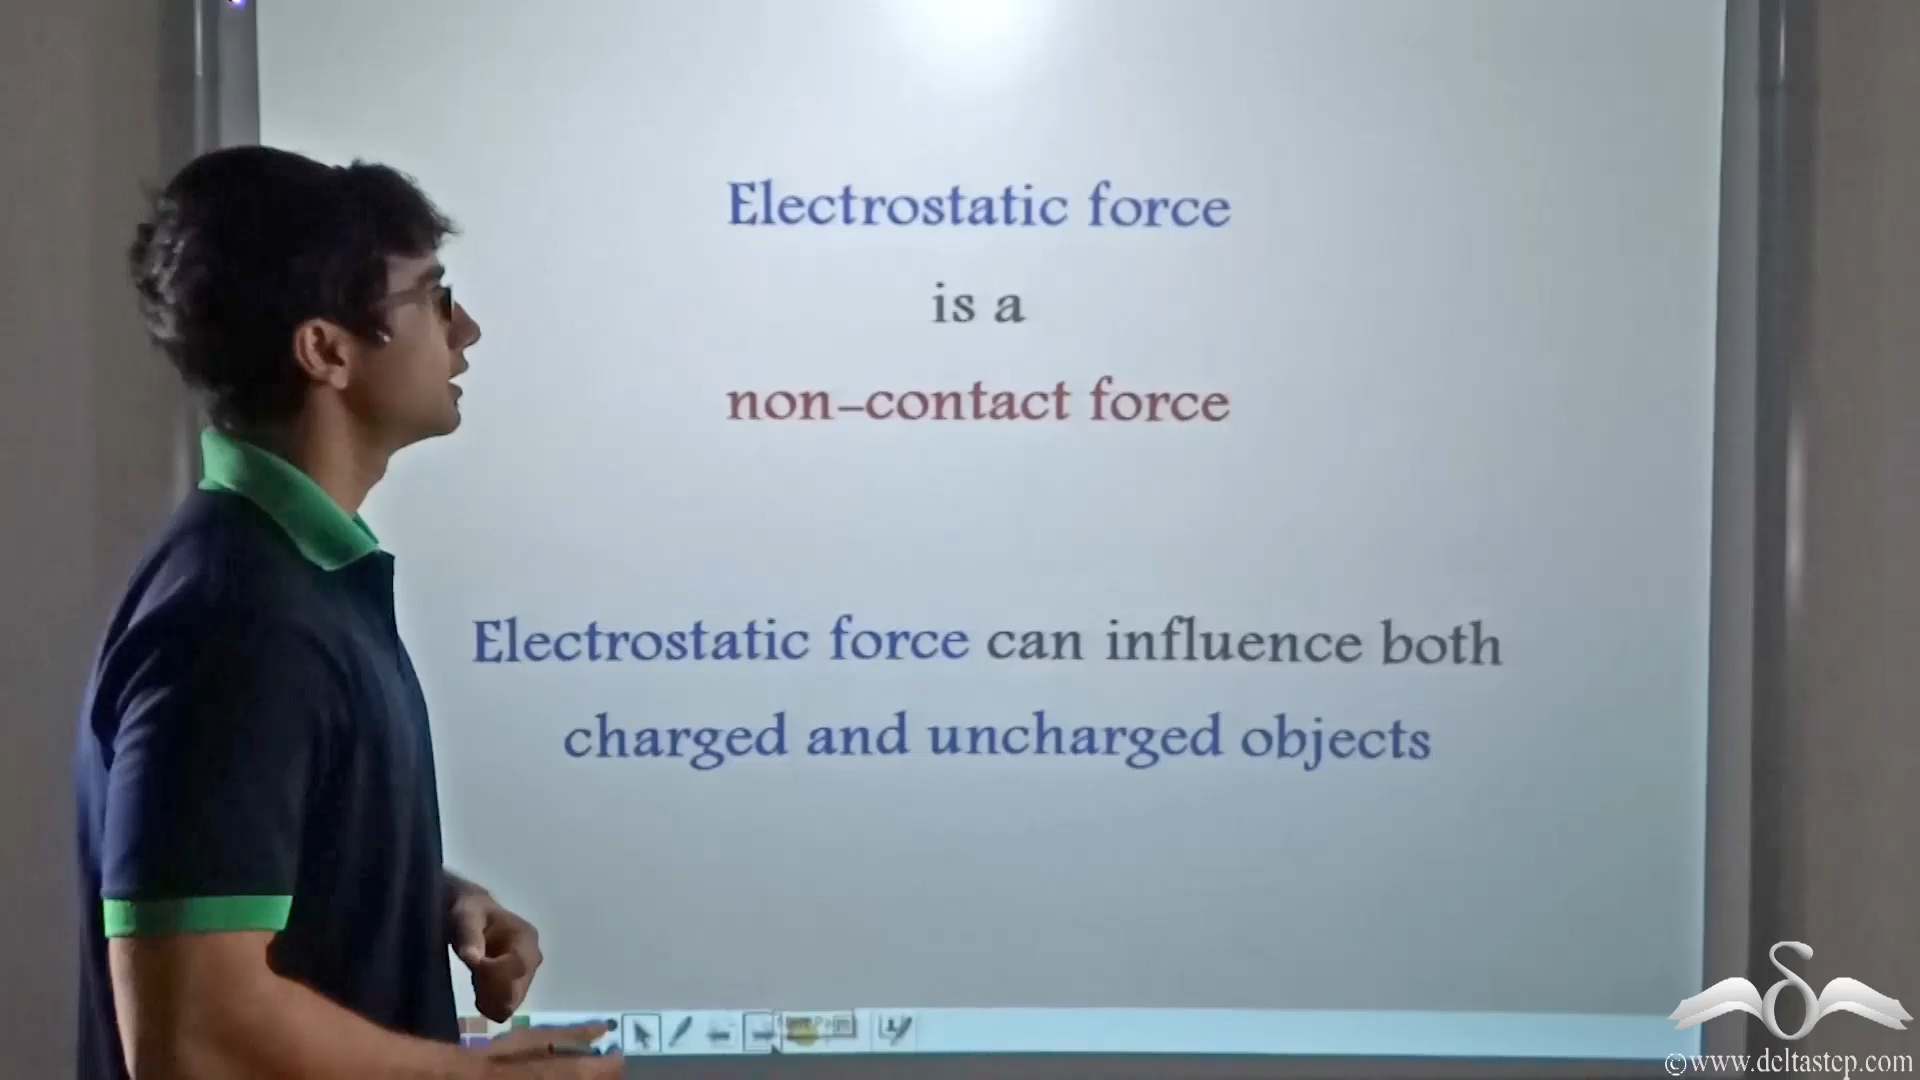 Electrostatic force
is a
non-contact force
Electrostatic force can influence both
charged and uncharged objects
©www.deltastep.com